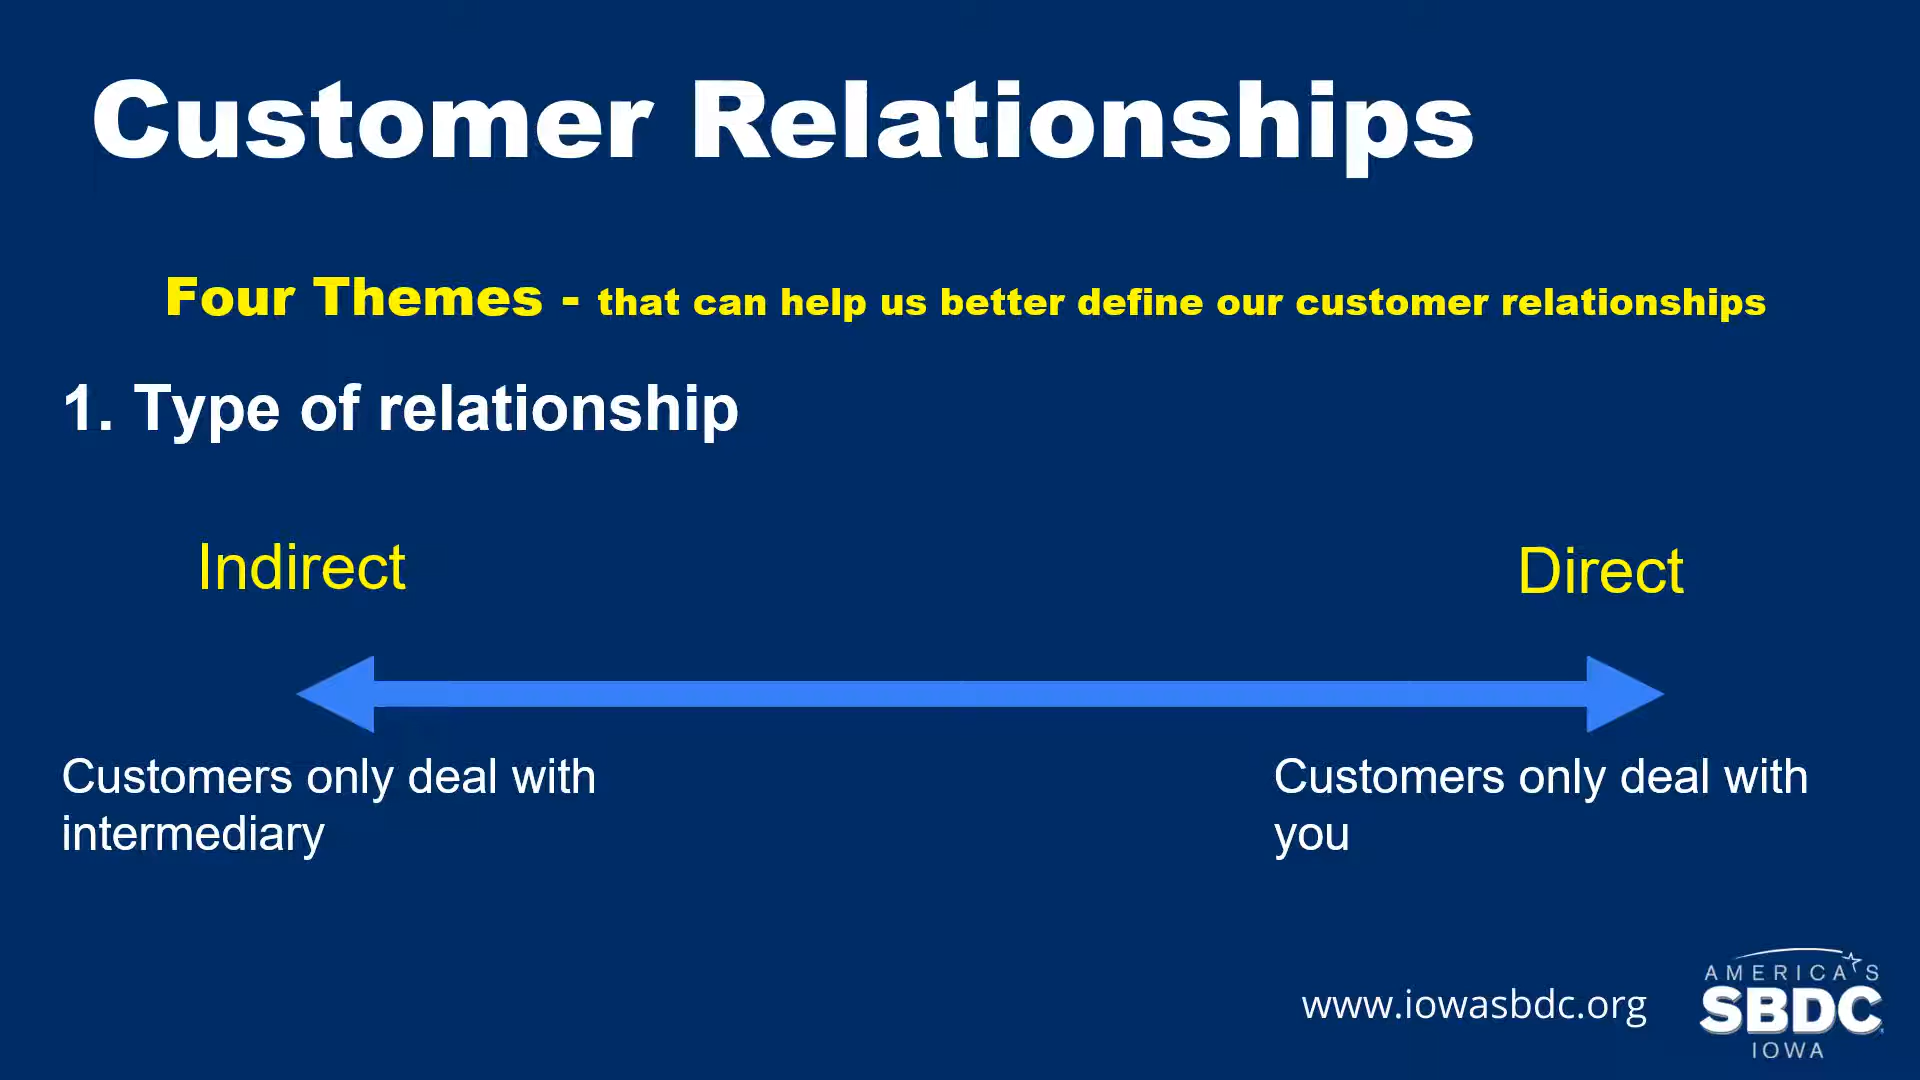 Customer Relationships
Four Themes - that can help us better define our customer relationships
1. Type of relationship
Indirect
Direct
Customers only deal with
intermediary
Customers only deal with
you
www.iowasbdc.org
AMERICA'S
SBDC
IOWA